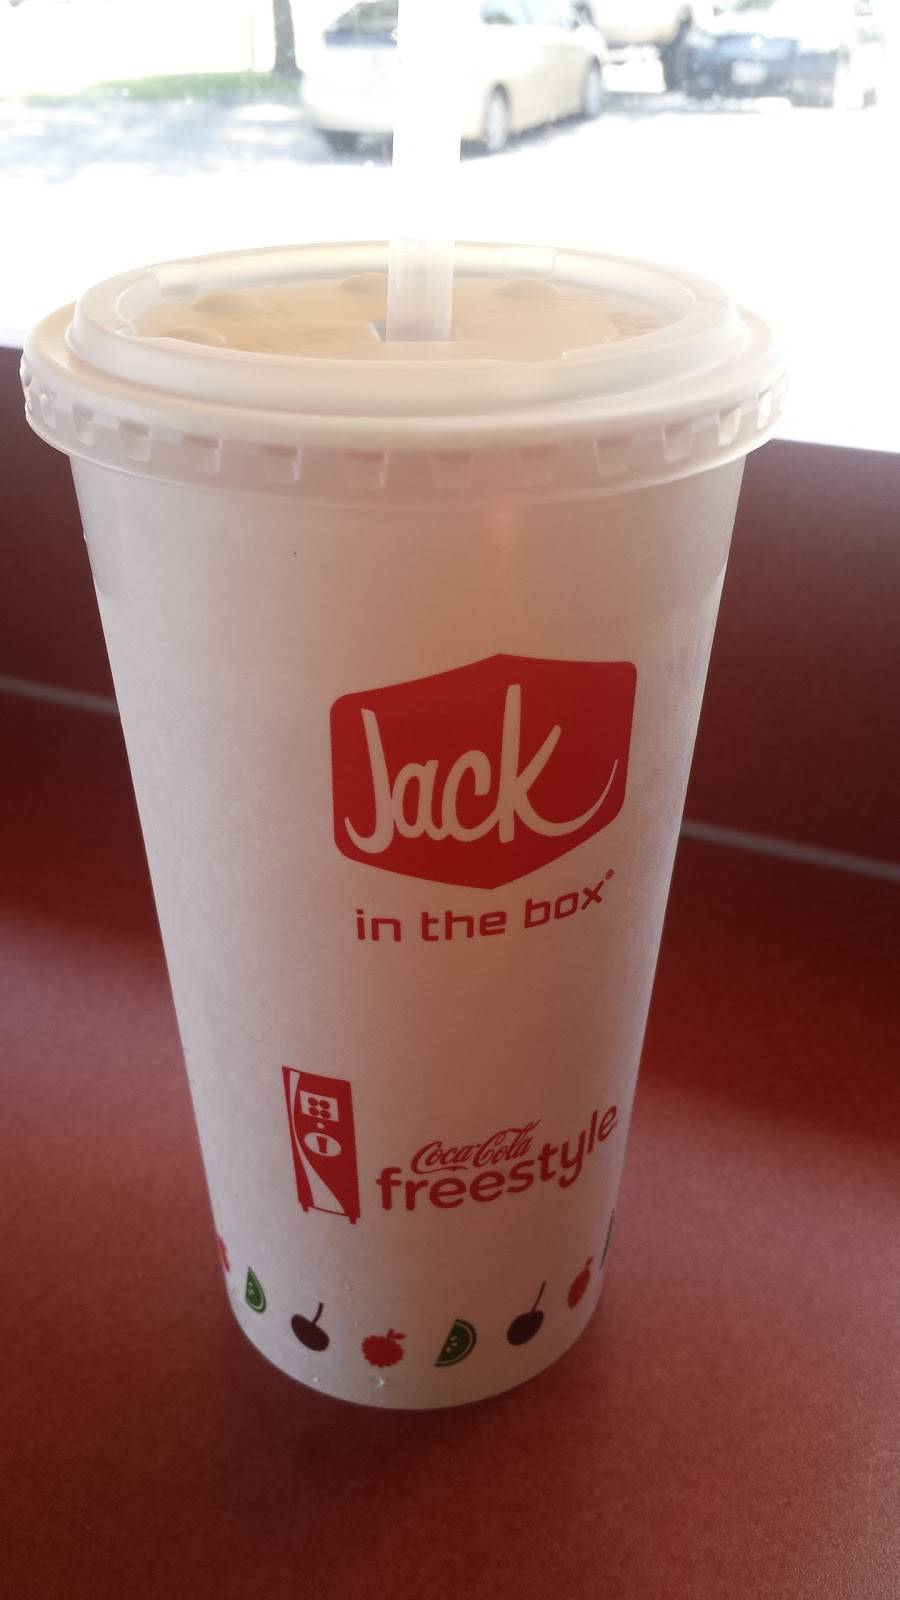 Jack
in the box®
Coca-Cola
freestyle